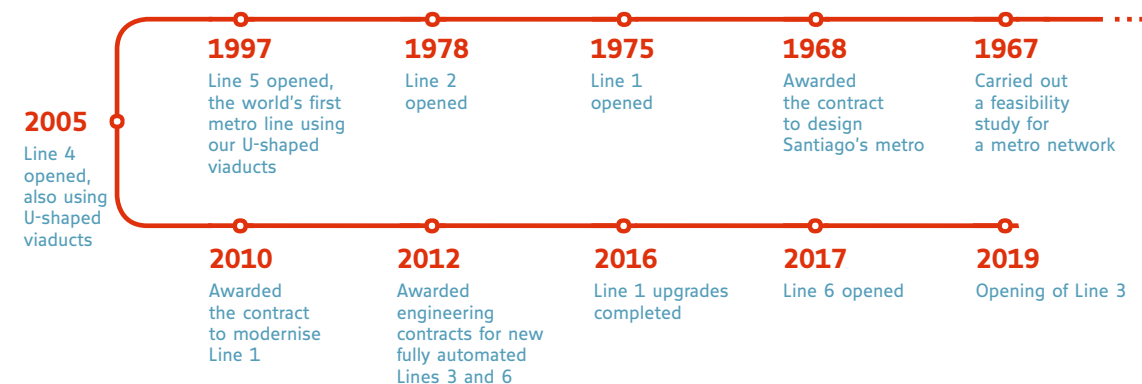 1997
Line 5 opened,
the world's first
metro line using
our U-shaped
viaducts
1978
Line 2
opened
1975
Line 1
opened
1968
Awarded
the contract
to design
Santiago's metro
1967
Carried out
a feasibility
study for
a metro network
2005
Line 4
opened,
also using
U-shaped
viaducts
2010
Awarded
the contract
to modernise
Line 1
2012
Awarded
engineering
contracts for new
fully automated
Lines 3 and 6
2016
Line 1 upgrades
completed
2017
Line 6 opened
2019
Opening of Line 3